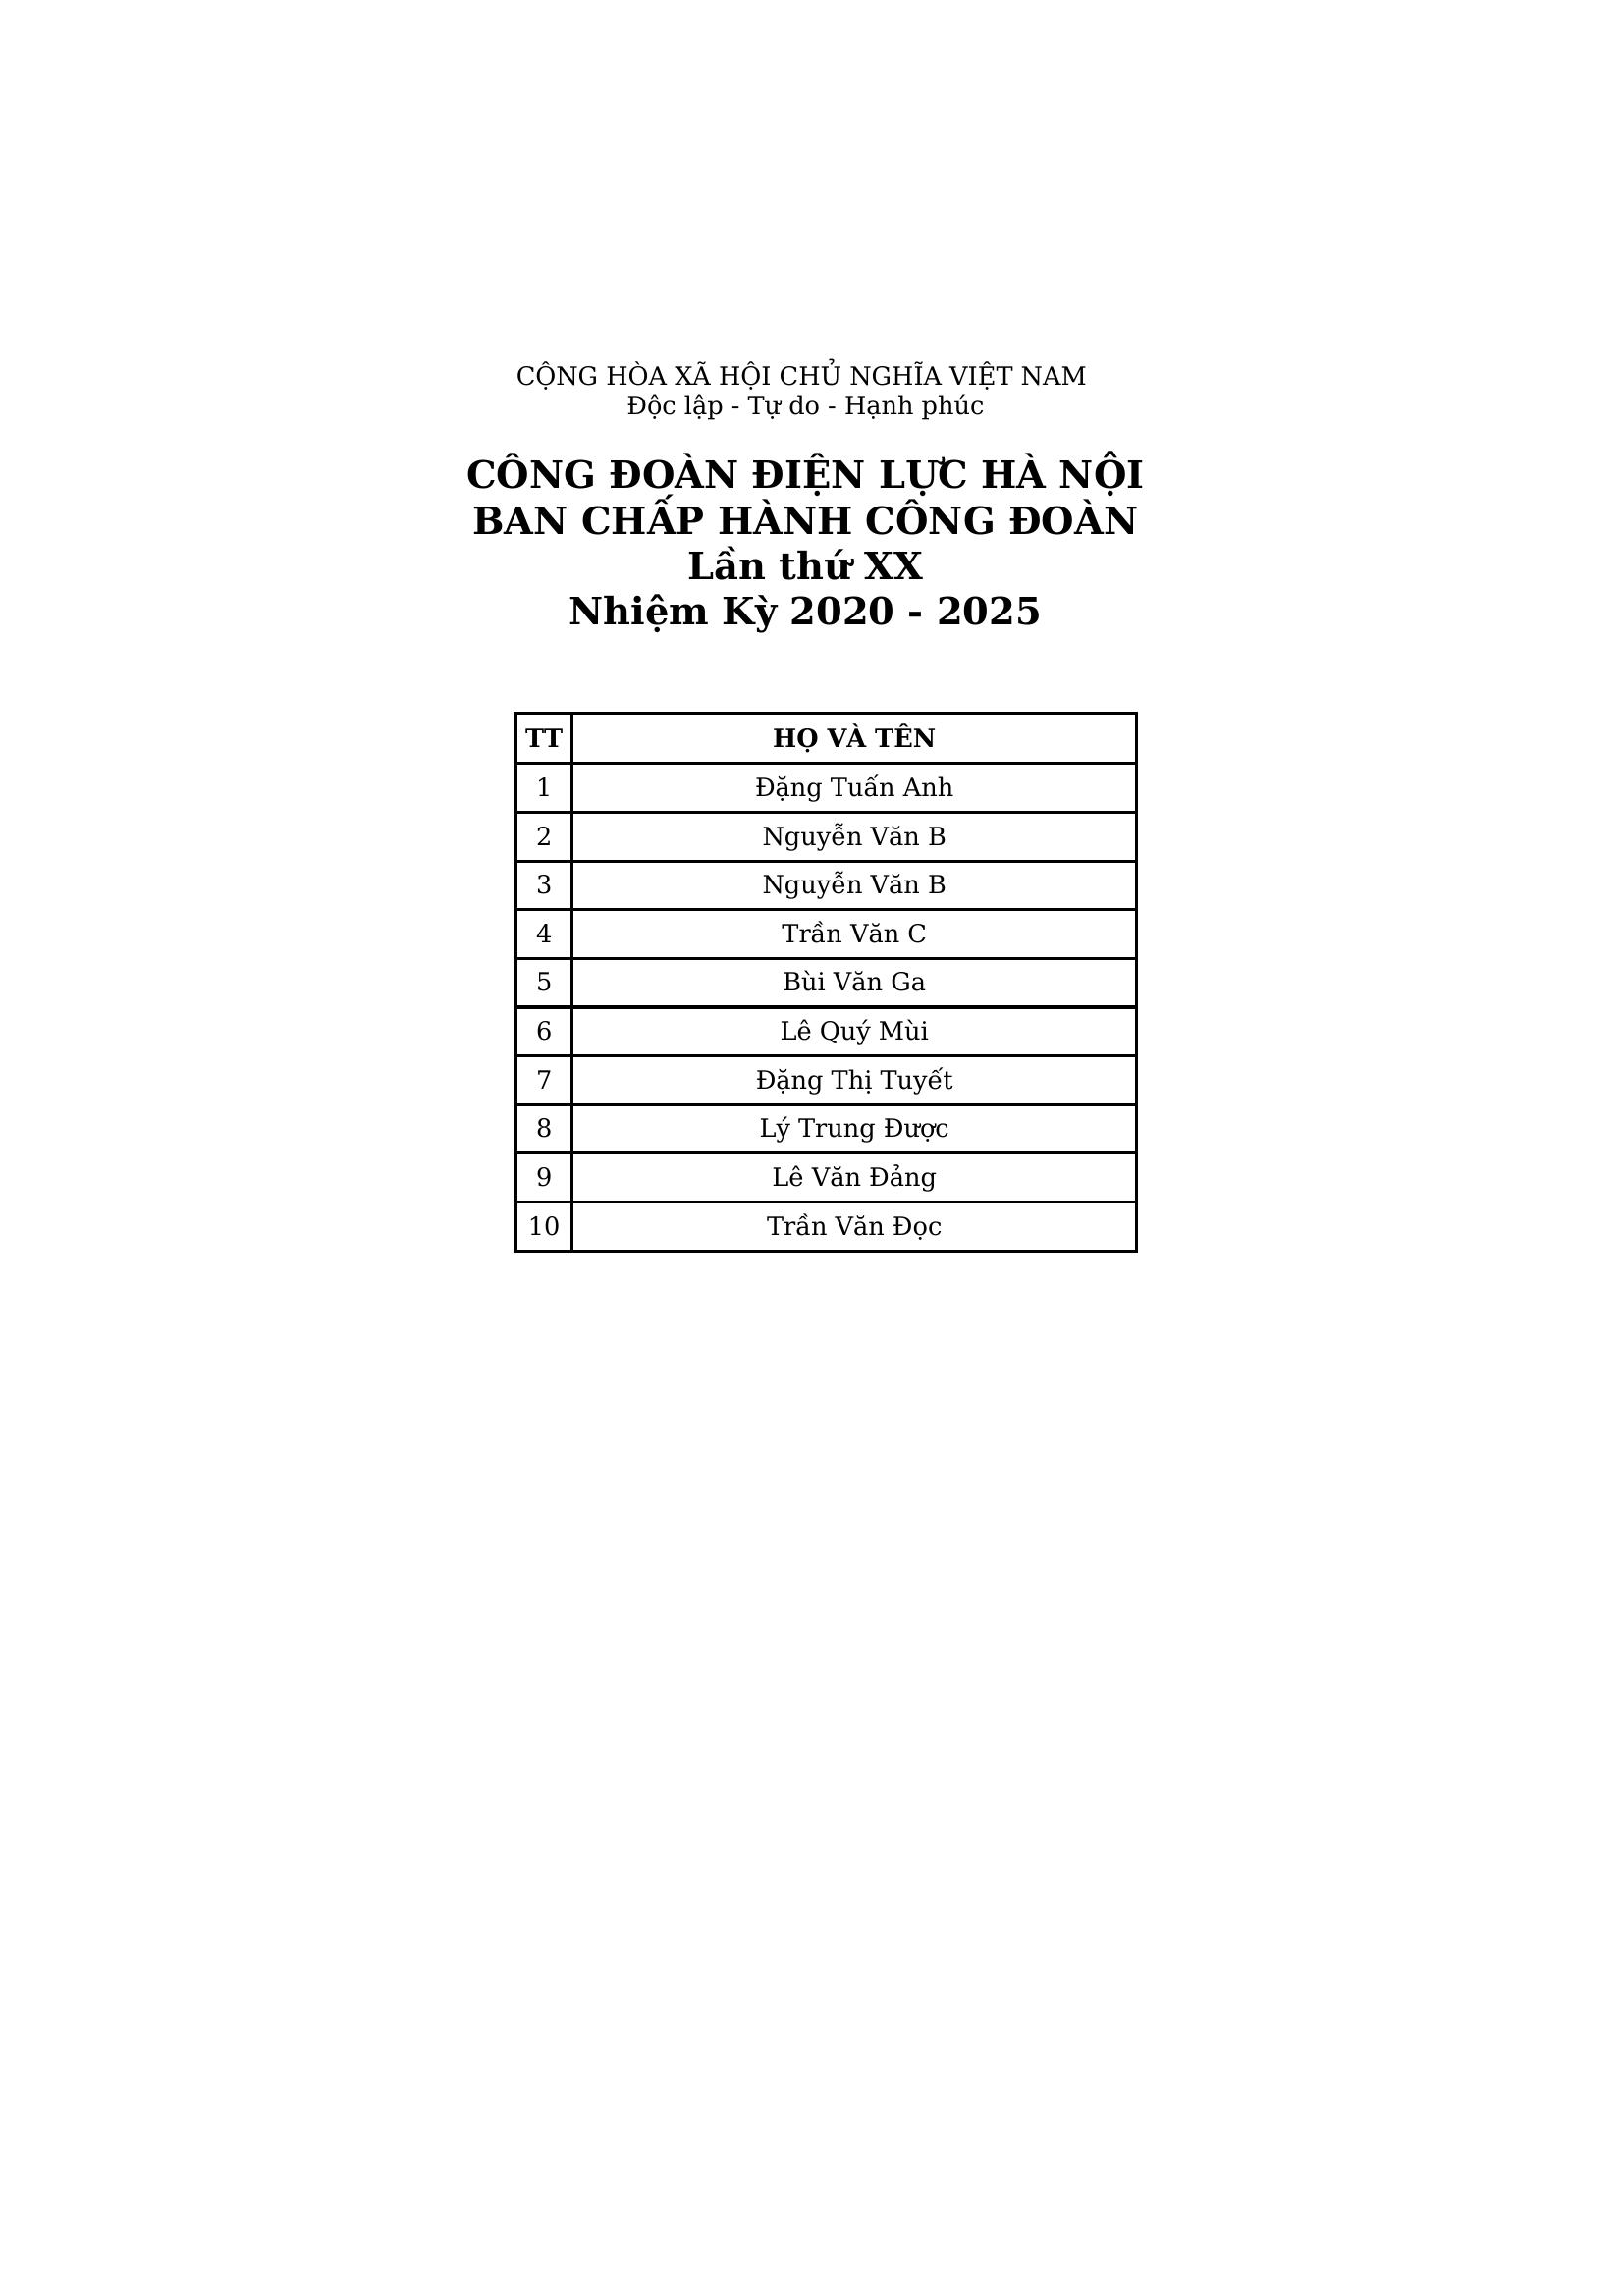 CỘNG HÒA XÃ HỘI CHỦ NGHĨA VIỆT NAM
Độc lập - Tự do - Hạnh phúc
CÔNG ĐOÀN ĐIỆN LỰC HÀ NỘI
BAN CHẤP HÀNH CÔNG ĐOÀN
Lần thứ XX
Nhiệm Kỳ 2020 - 2025
TT HỌ VÀ TÊN
1 Đặng Tuấn Anh
2 Nguyễn Văn B
3 Nguyễn Văn B
4 Trần Văn C
5 Bùi Văn Ga
6 Lê Quý Mùi
7 Đặng Thị Tuyết
8 Lý Trung Được
9 Lê Văn Đảng
10 Trần Văn Đọc